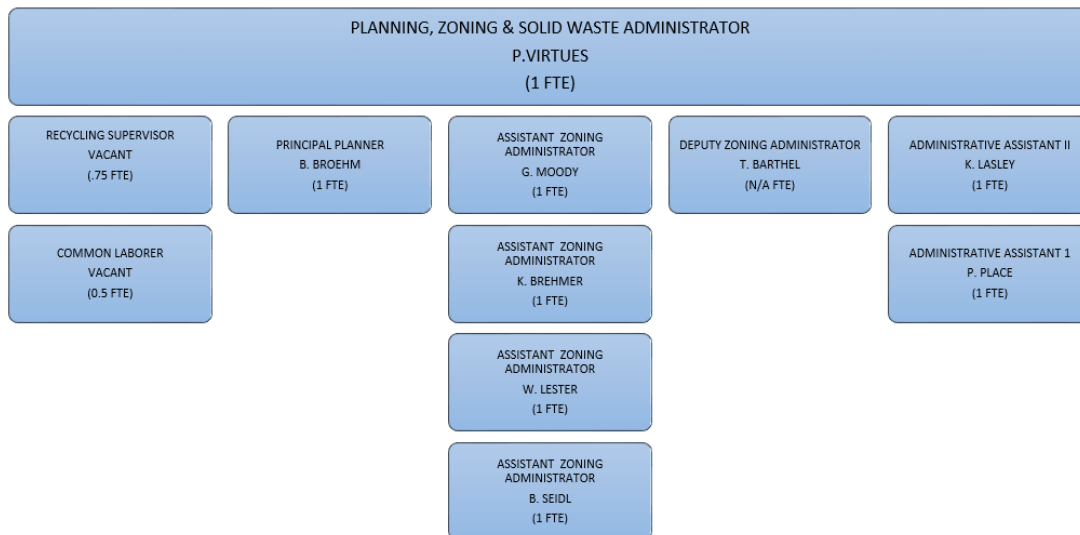 PLANNING, ZONING & SOLID WASTE ADMINISTRATOR
P.VIRTUES
(1 FTE)
RECYCLING SUPERVISOR
VACANT
(.75 FTE)
PRINCIPAL PLANNER
B. BROEHM
(1 FTE)
ASSISTANT ZONING
ADMINISTRATOR
G. MOODY
(1 FTE)
DEPUTY ZONING ADMINISTRATOR
T. BARTHEL
(N/A FTE)
ADMINISTRATIVE ASSISTANT II
K. LASLEY
(1 FTE)
COMMON LABORER
VACANT
(0.5 FTE)
ASSISTANT ZONING
ADMINISTRATOR
K. BREHMER
(1 FTE)
ADMINISTRATIVE ASSISTANT 1
P. PLACE
(1 FTE)
ASSISTANT ZONING
ADMINISTRATOR
W. LESTER
(1 FTE)
ASSISTANT ZONING
ADMINISTRATOR
B. SEIDL
(1 FTE)